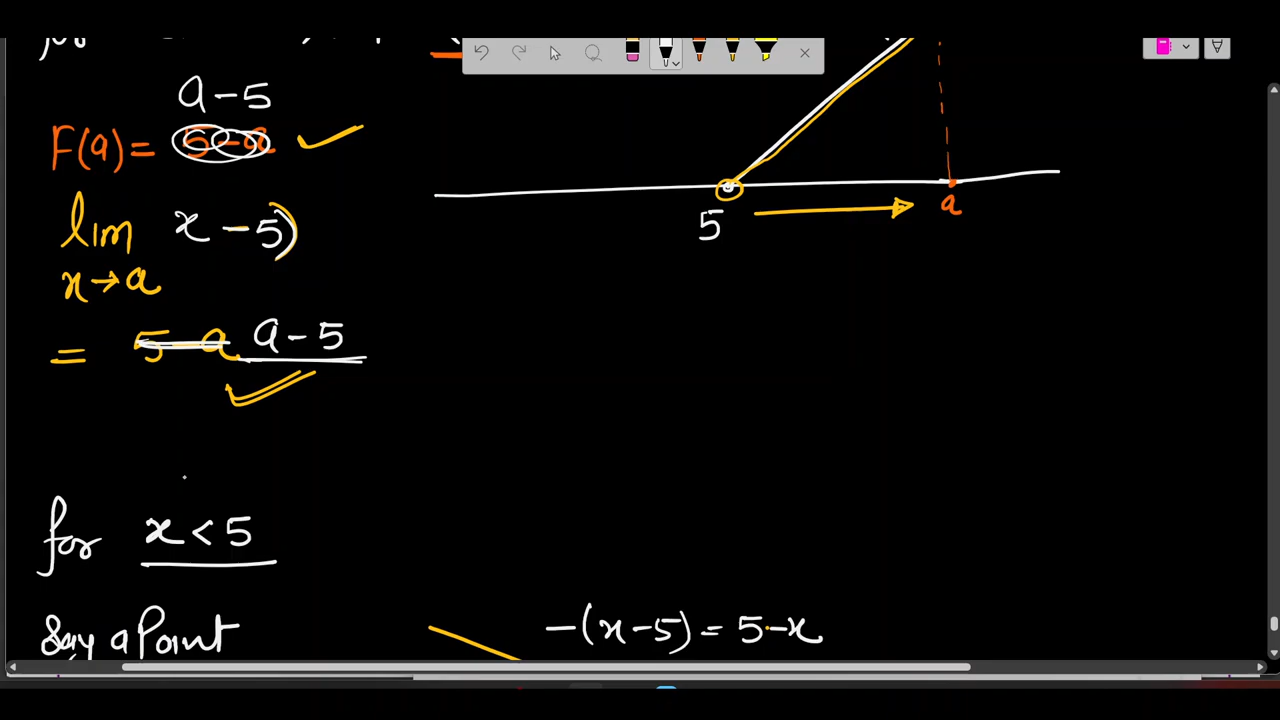 a - 5
F(a) = 5 - a
lim x - 5)
x → a
= 5 - a a - 5
5
a
for x < 5
Say a Point
-(x - 5) = 5 - x